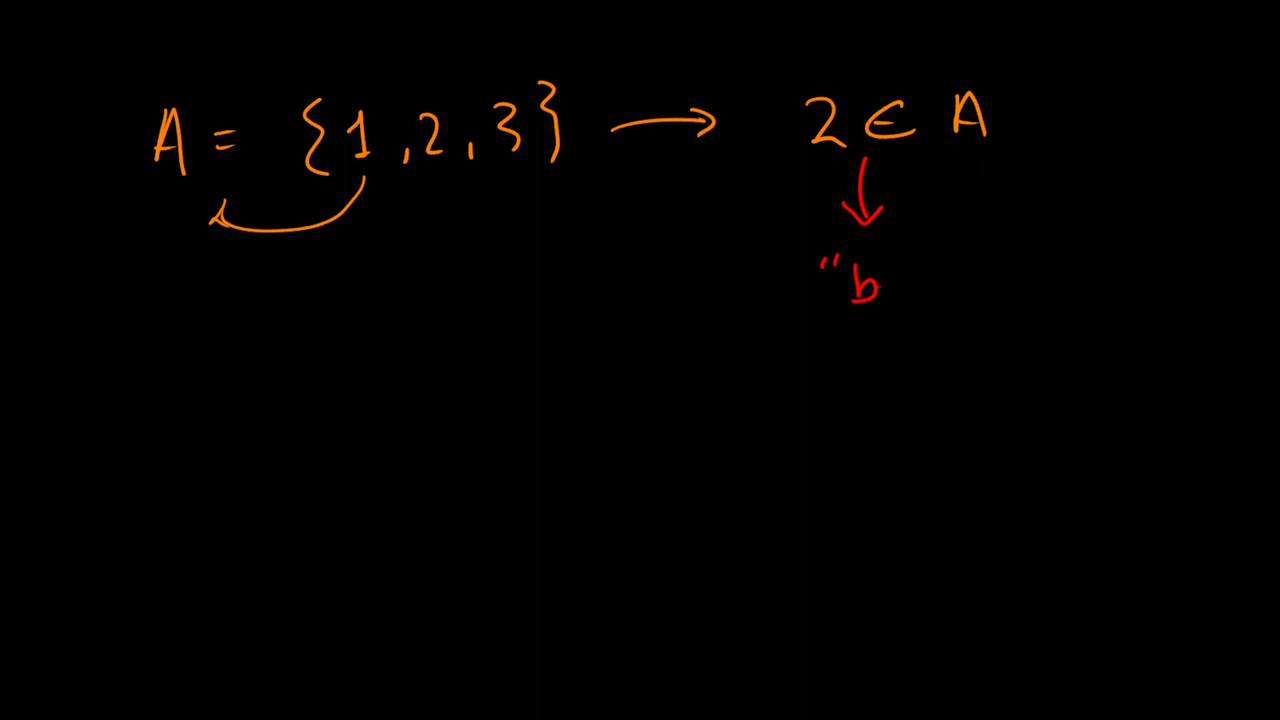 A = {1, 2, 3} → 2 ∈ A
"b